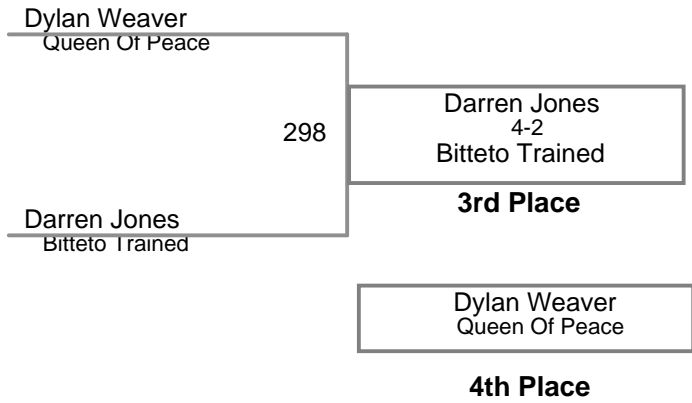 Dylan Weaver
Queen Of Peace
298
Darren Jones
4-2
Bitteto Trained
3rd Place
Darren Jones
Bitteto Trained
Dylan Weaver
Queen Of Peace
4th Place